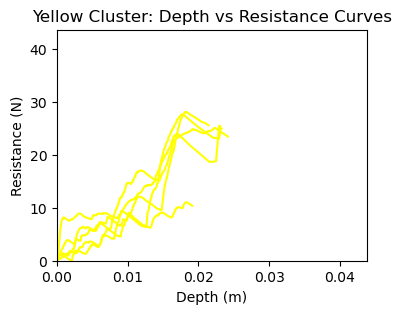 Yellow Cluster: Depth vs Resistance Curves
Resistance (N)
40
30
20
10
0
0.00 0.01 0.02 0.03 0.04
Depth (m)